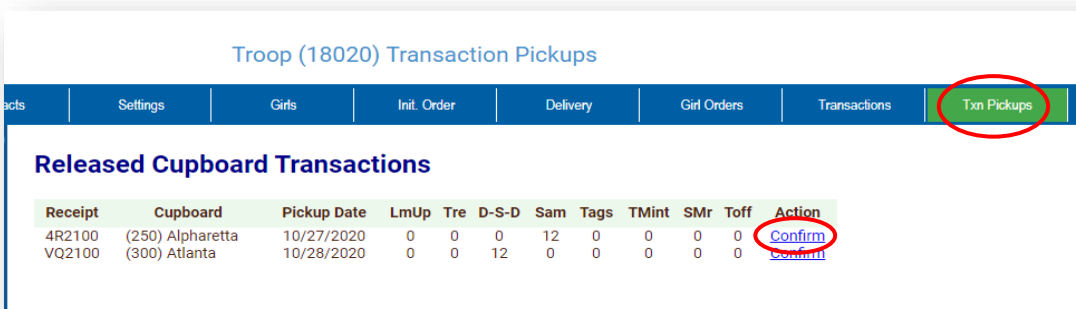 Troop (18020) Transaction Pickups
acts Settings Girls Init. Order Delivery Girl Orders Transactions Txn Pickups
Released Cupboard Transactions
Receipt Cupboard Pickup Date LmUp Tre D-S-D Sam Tags TMint SMr Toff Action
4R2100 (250) Alpharetta 10/27/2020 0 0 0 12 0 0 0 0 Confirm
VQ2100 (300) Atlanta 10/28/2020 0 0 12 0 0 0 0 0 Confirm